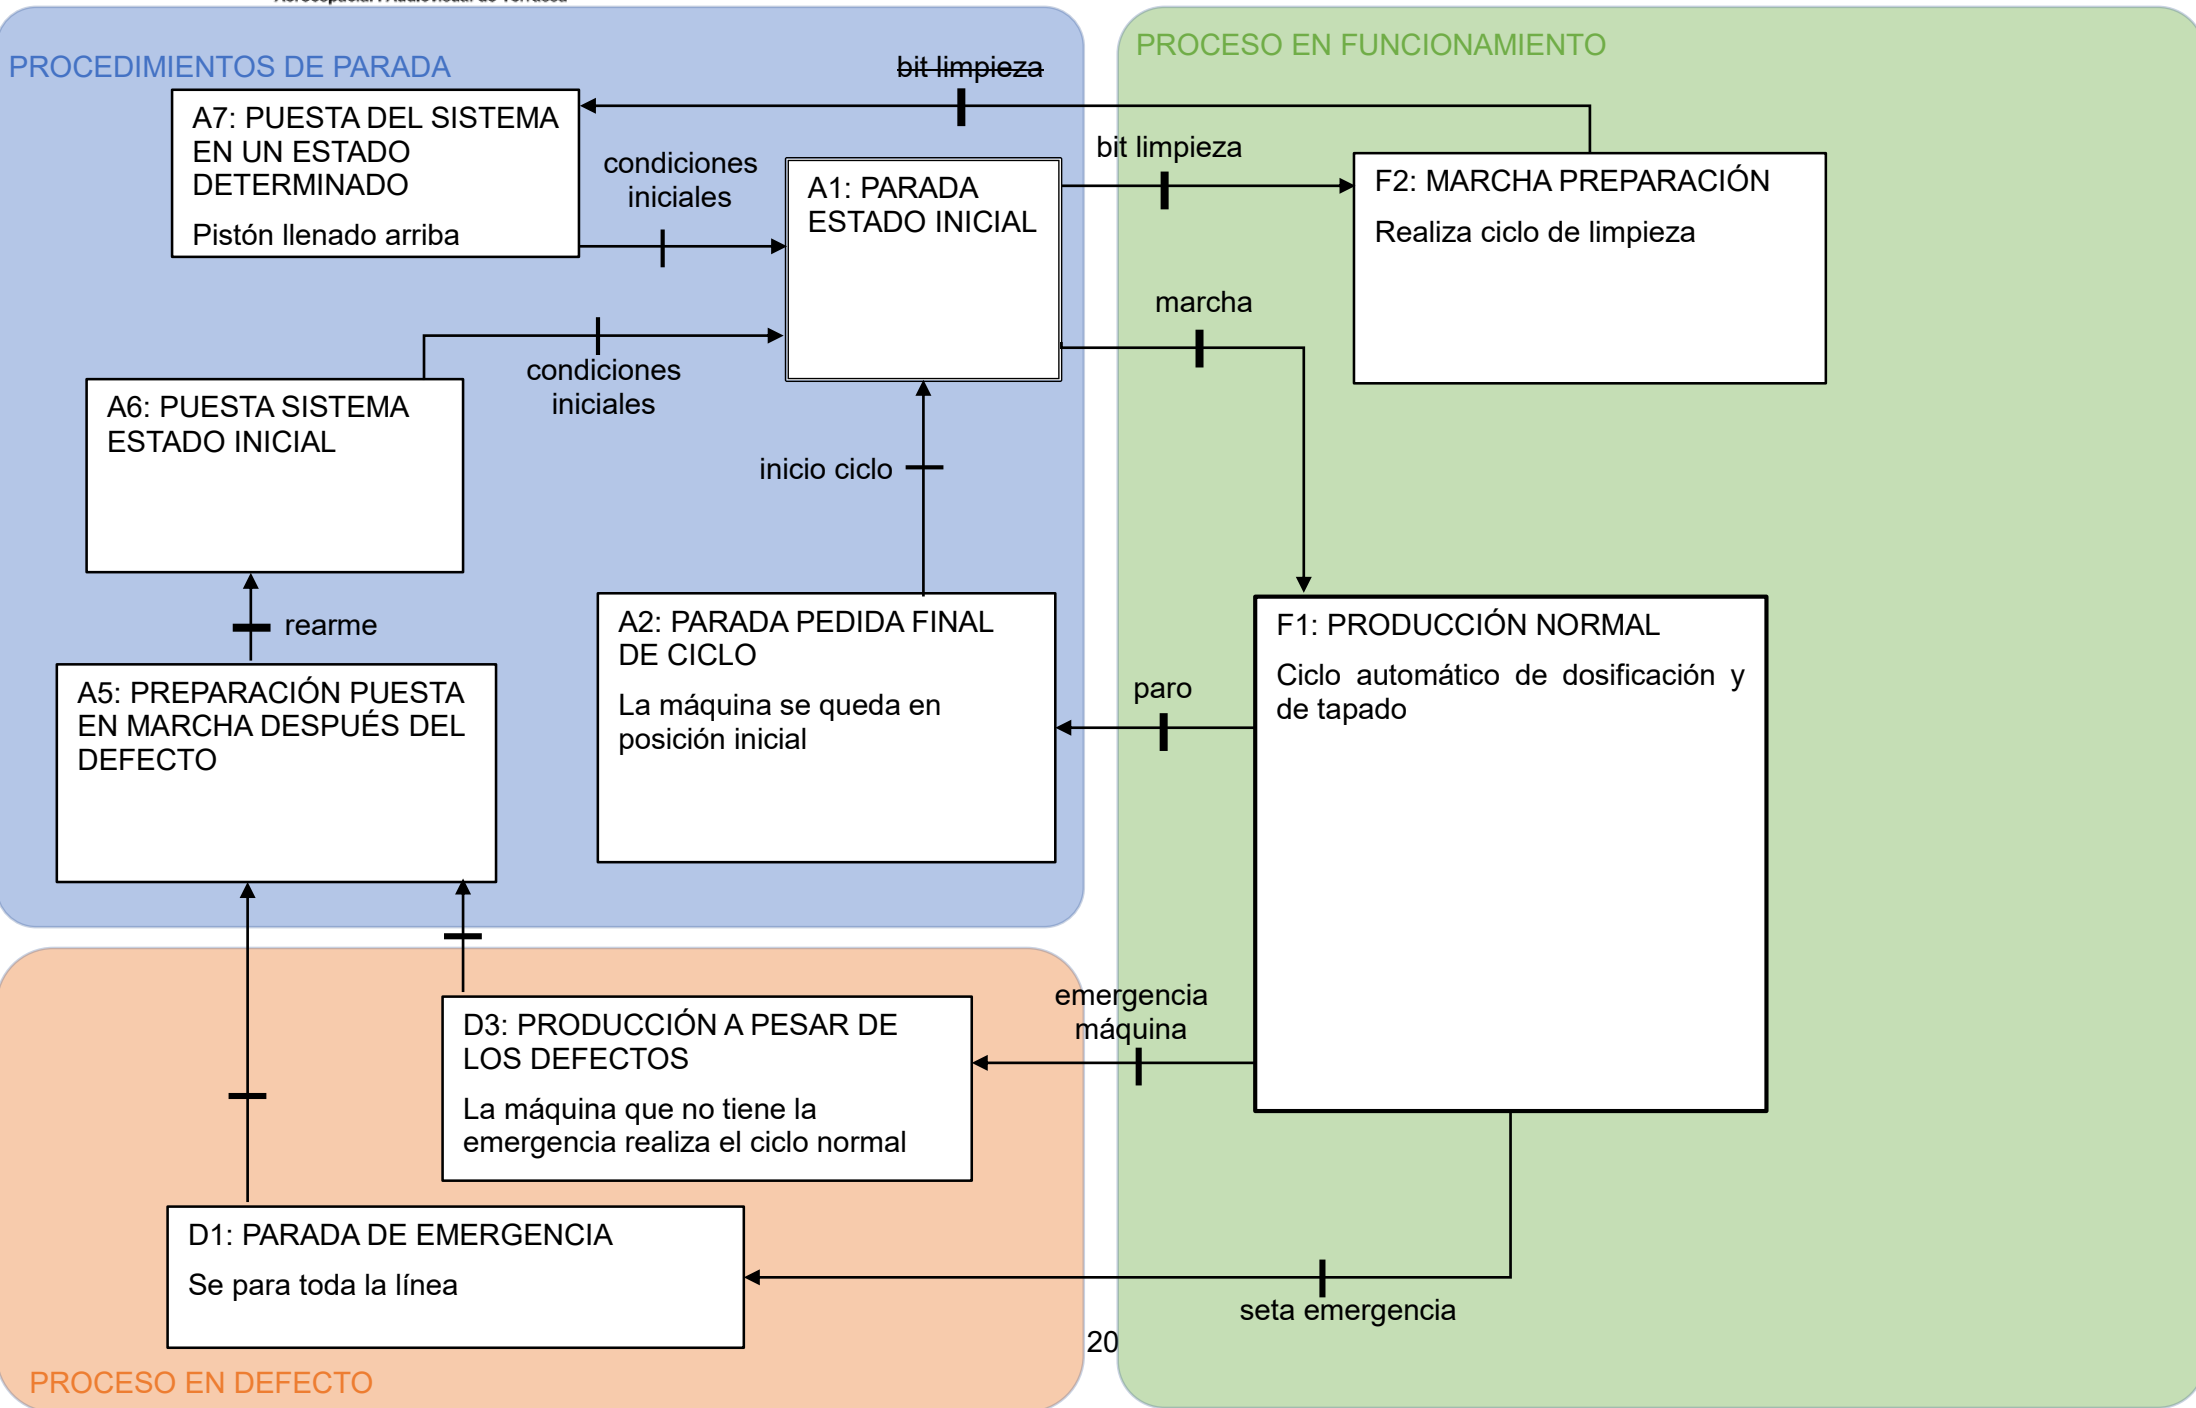 PROCEDIMIENTOS DE PARADA
bit limpieza
A7: PUESTA DEL SISTEMA
EN UN ESTADO
DETERMINADO
Pistón llenado arriba
condiciones
iniciales
A1: PARADA
ESTADO INICIAL
condiciones
iniciales
A6: PUESTA SISTEMA
ESTADO INICIAL
inicio ciclo
rearme
A5: PREPARACIÓN PUESTA
EN MARCHA DESPUÉS DEL
DEFECTO
A2: PARADA PEDIDA FINAL
DE CICLO
La máquina se queda en
posición inicial
PROCESO EN FUNCIONAMIENTO
bit limpieza
F2: MARCHA PREPARACIÓN
Realiza ciclo de limpieza
marcha
F1: PRODUCCIÓN NORMAL
Ciclo automático de dosificación y
de tapado
paro
emergencia
máquina
D3: PRODUCCIÓN A PESAR DE
LOS DEFECTOS
La máquina que no tiene la
emergencia realiza el ciclo normal
D1: PARADA DE EMERGENCIA
Se para toda la línea
seta emergencia
20
PROCESO EN DEFECTO